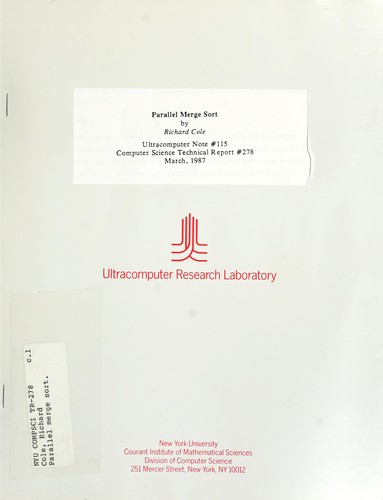 Parallel Merge Sort
by
Richard Cole
Ultracomputer Note #115
Computer Science Technical Report #278
March, 1987
Ultracomputer Research Laboratory
NYU COMPSCI TR-278 c.1
Cole, Richard
Parallel merge sort.
New York University
Courant Institute of Mathematical Sciences
Division of Computer Science
251 Mercer Street, New York, NY 10012